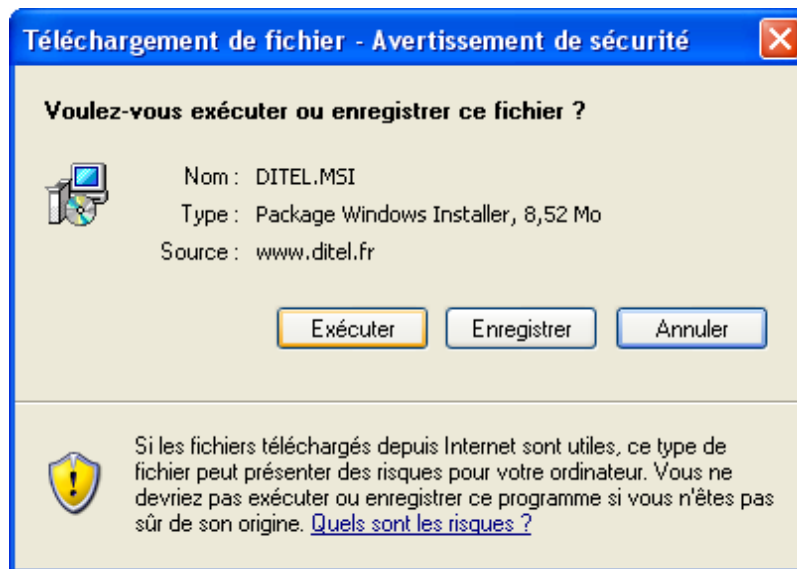 Téléchargement de fichier - Avertissement de sécurité
Voulez-vous exécuter ou enregistrer ce fichier ?
Nom : DITEL.MSI
Type : Package Windows Installer, 8,52 Mo
Source : www.ditel.fr
Exécuter Enregistrer Annuler
Si les fichiers téléchargés depuis Internet sont utiles, ce type de
fichier peut présenter des risques pour votre ordinateur. Vous ne
devriez pas exécuter ou enregistrer ce programme si vous n'êtes pas
sûr de son origine. Quels sont les risques ?